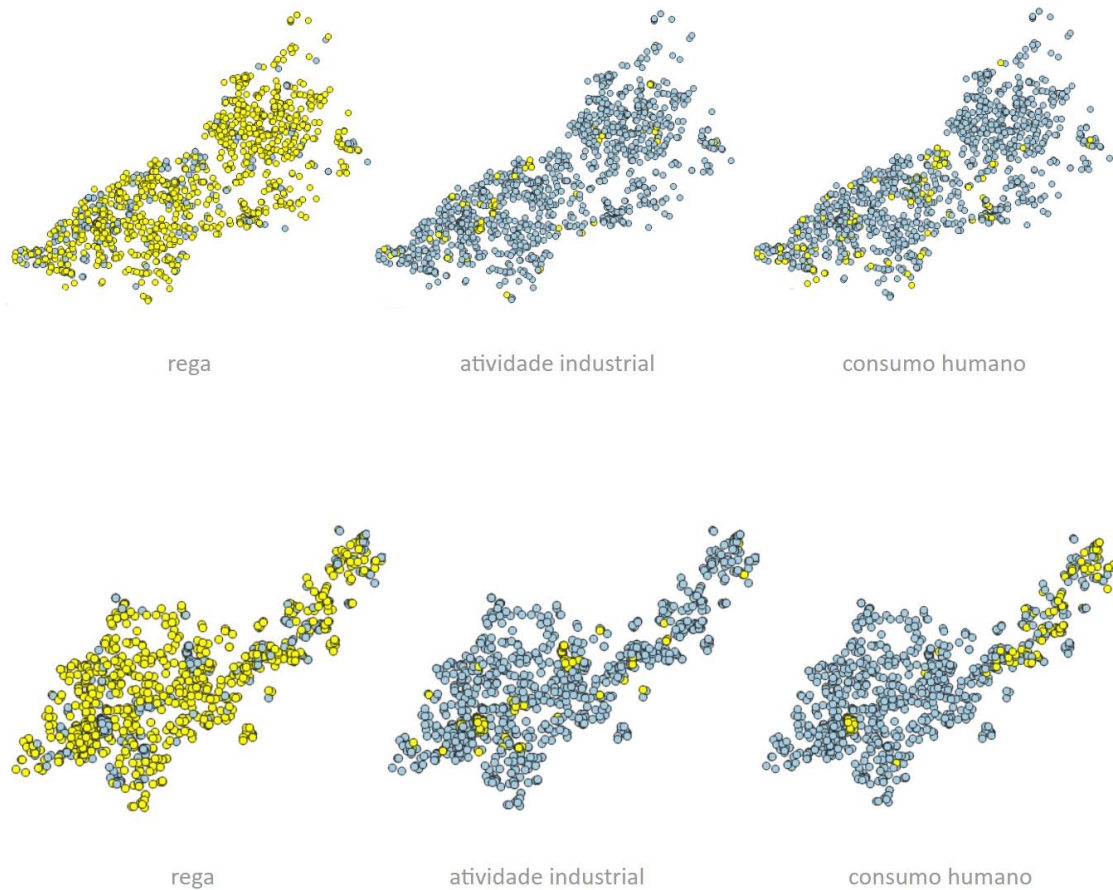 rega
atividade industrial
consumo humano
rega
atividade industrial
consumo humano